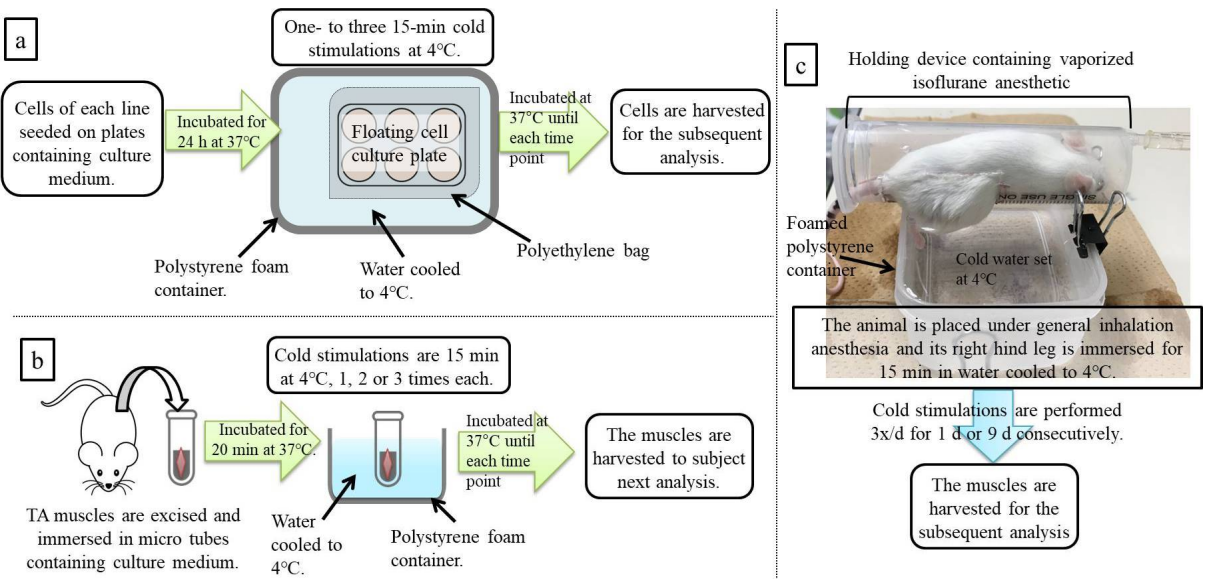 a
One- to three 15-min cold
stimulations at 4℃.
Cells of each line
seeded on plates
containing culture
medium.
Incubated for
24 h at 37℃
Floating cell
culture plate
Incubated at
37℃ until
each time
point
Cells are harvested
for the subsequent
analysis.
Polystyrene foam
container.
Water cooled
to 4℃.
Polyethylene bag
b
Cold stimulations are 15 min
at 4℃, 1, 2 or 3 times each.
Incubated for
20 min at 37℃.
Incubated at
37℃ until
each time
point
The muscles are
harvested to subject
next analysis.
TA muscles are excised and
immersed in micro tubes
containing culture medium.
Water
cooled to
4℃.
Polystyrene foam
container.
c
Holding device containing vaporized
isoflurane anesthetic
USE ON
Foamed
polystyrene
container
Cold water set
at 4℃
The animal is placed under general inhalation
anesthesia and its right hind leg is immersed for
15 min in water cooled to 4℃.
Cold stimulations are performed
3x/d for 1 d or 9 d consecutively.
The muscles are
harvested for the
subsequent analysis